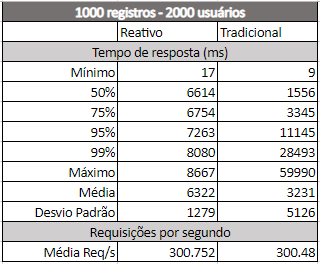 1000 registros - 2000 usuários
Reativo Tradicional
Tempo de resposta (ms)
Mínimo 17 9
50% 6614 1556
75% 6754 3345
95% 7263 11145
99% 8080 28493
Máximo 8667 59990
Média 6322 3231
Desvio Padrão 1279 5126
Requisições por segundo
Média Req/s 300.752 300.48